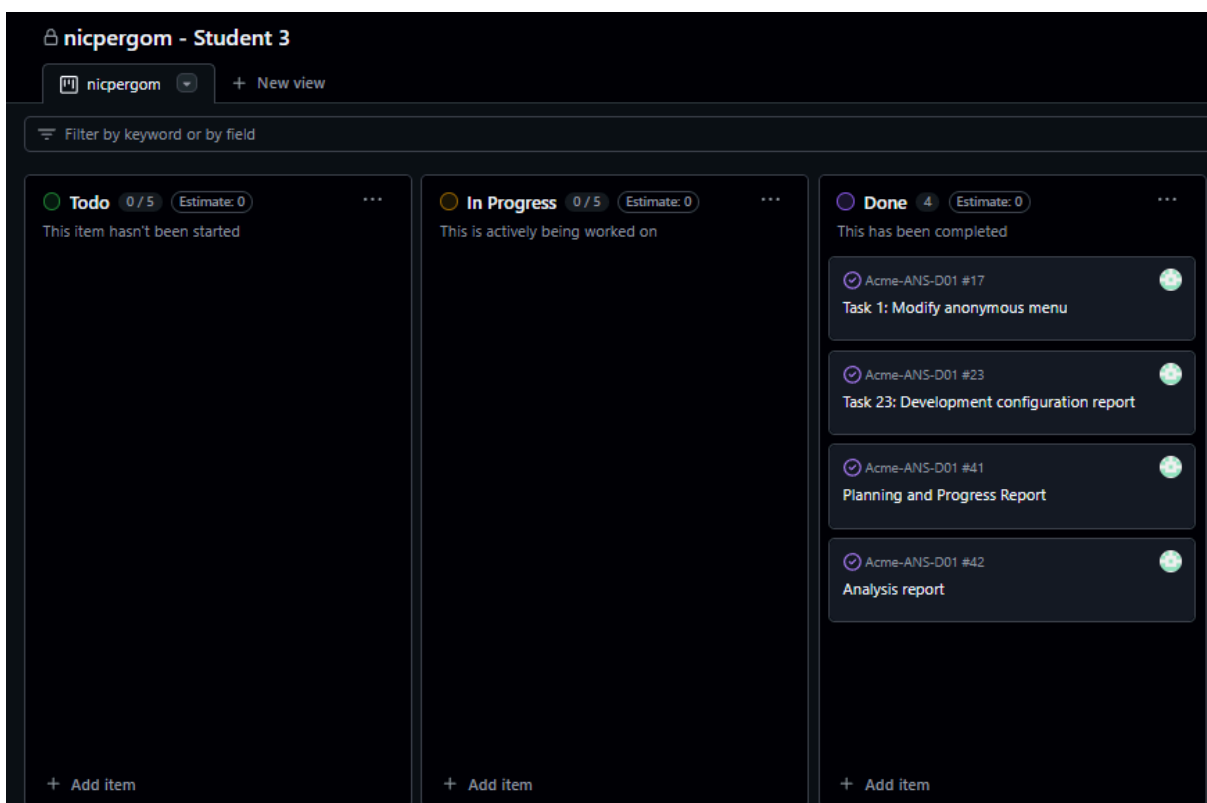 nicpergom - Student 3
nicpergom + New view
Filter by keyword or by field
Todo 0 / 5 Estimate: 0 ...
This item hasn't been started
+ Add item
In Progress 0 / 5 Estimate: 0 ...
This is actively being worked on
+ Add item
Done 4 Estimate: 0 ...
This has been completed
Acme-ANS-D01 #17
Task 1: Modify anonymous menu
Acme-ANS-D01 #23
Task 23: Development configuration report
Acme-ANS-D01 #41
Planning and Progress Report
Acme-ANS-D01 #42
Analysis report
+ Add item